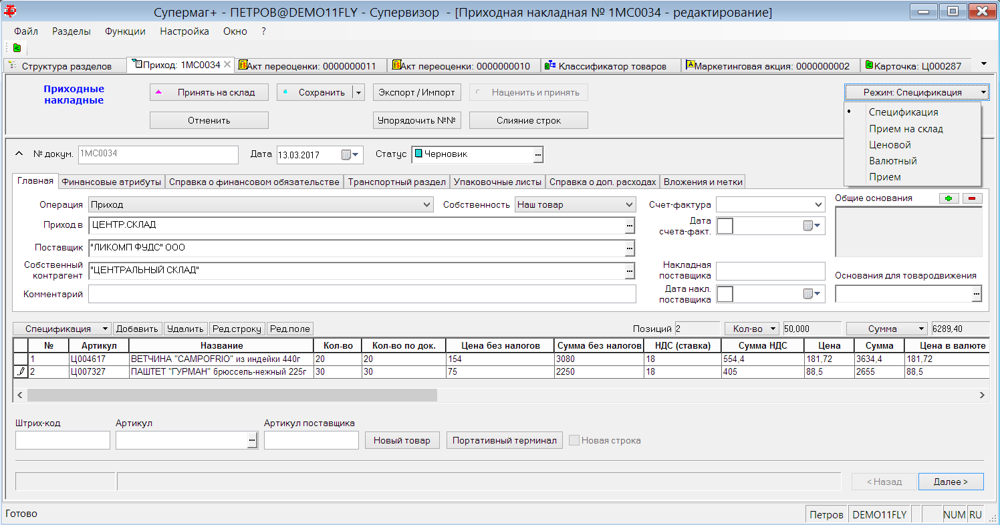 Супермаг+ - ПЕТРОВ@DEMO11FLY - Супервизор - [Приходная накладная № 1МС0034 - редактирование]
Файл Разделы Функции Настройка Окно ?
Структура разделов Приход: 1МС0034 Акт переоценки: 0000000011 Акт переоценки: 0000000010 Классификатор товаров Маркетинговая акция: 0000000002 Карточка: Ц000287
Приходные накладные
Принять на склад Сохранить Экспорт / Импорт Наценить и принять Режим: Спецификация
Отменить Упорядочить №№ Слияние строк
Спецификация
Прием на склад
Ценовой
Валютный
Прием
№ докум. 1МС0034 Дата 13.03.2017 Статус Черновик ...
Главная Финансовые атрибуты Справка о финансовом обязательстве Транспортный раздел Упаковочные листы Справка о доп. расходах Вложения и метки
Операция Приход Собственность Наш товар Счет-фактура Общие основания
Приход в ЦЕНТР.СКЛАД ... Дата счета-факт.
Поставщик "ЛИКОМП ФУДС" ООО ...
Собственный контрагент "ЦЕНТРАЛЬНЫЙ СКЛАД" ... Накладная поставщика Основания для товародвижения
Комментарий Дата накл. поставщика ...
Спецификация Добавить Удалить Ред.строку Ред.поле Позиций 2 Кол-во 50,000 Сумма 6289,40
№ Артикул Название Кол-во Кол-во по док. Цена без налогов Сумма без налогов НДС (ставка) Сумма НДС Цена Сумма Цена в валюте
1 Ц004617 ВЕТЧИНА "CAMPOFRIO" из индейки 440г 20 20 154 3080 18 554,4 181,72 3634,4 181,72
2 Ц007327 ПАШТЕТ "ГУРМАН" брюссель-нежный 225г 30 30 75 2250 18 405 88,5 2655 88,5
Штрих-код Артикул Артикул поставщика
... Новый товар Портативный терминал Новая строка
< Назад Далее >
Готово Петров DEMO11FLY NUM RU